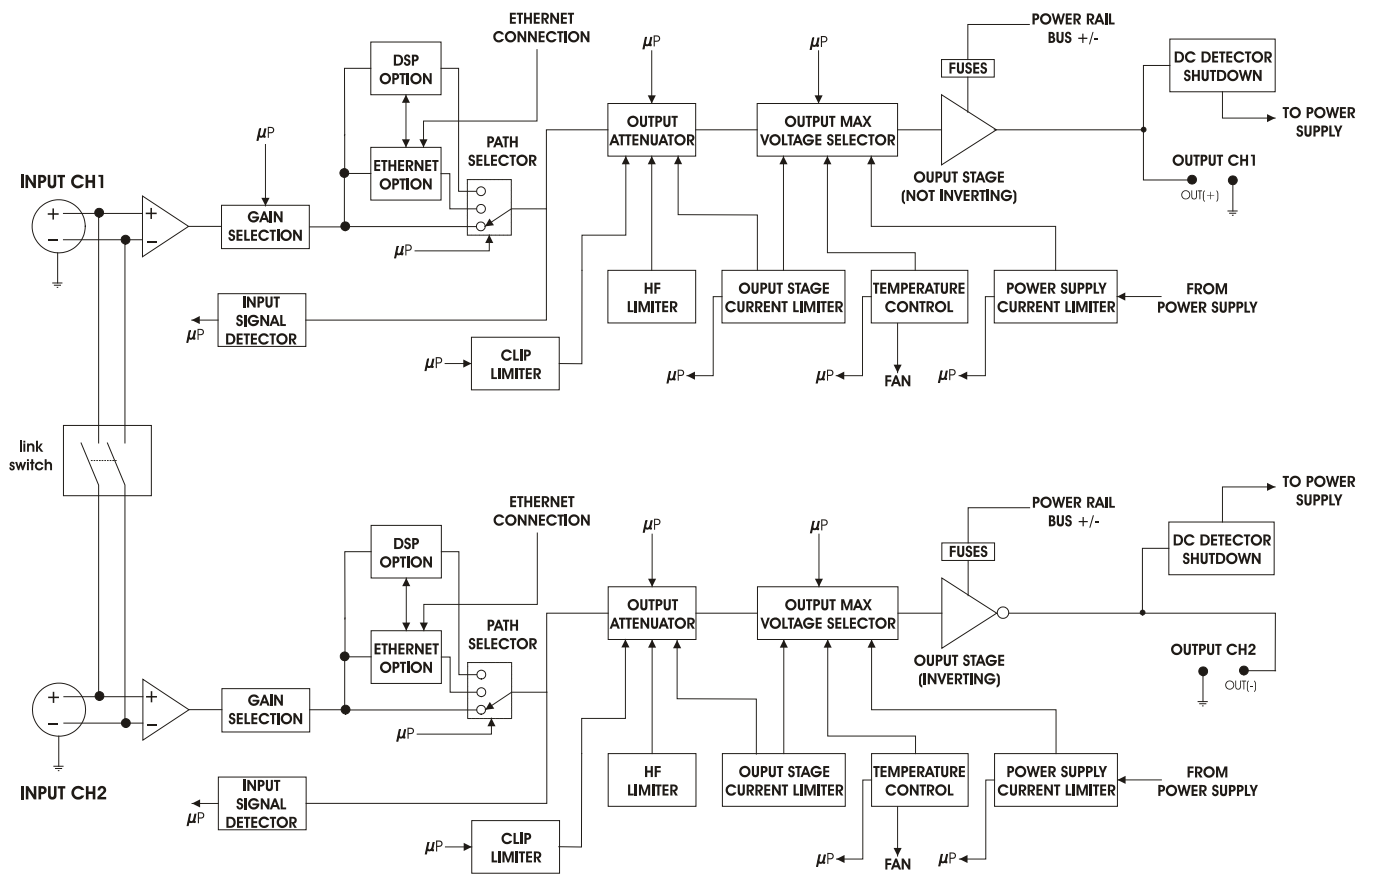 ETHERNET
CONNECTION
POWER RAIL
BUS +/-
DSP
OPTION
μP
μP
FUSES
DC DETECTOR
SHUTDOWN
TO POWER
SUPPLY
μP
PATH
SELECTOR
OUTPUT
ATTENUATOR
OUTPUT MAX
VOLTAGE SELECTOR
ETHERNET
OPTION
OUPUT STAGE
(NOT INVERTING)
OUTPUT CH1
OUT(+)
INPUT CH1
+
−
+
−
GAIN
SELECTION
μP
HF
LIMITER
OUPUT STAGE
CURRENT LIMITER
TEMPERATURE
CONTROL
POWER SUPPLY
CURRENT LIMITER
FROM
POWER SUPPLY
INPUT
SIGNAL
DETECTOR
μP
CLIP
LIMITER
μP
μP
μP
FAN
μP
link
switch
ETHERNET
CONNECTION
POWER RAIL
BUS +/-
TO POWER
SUPPLY
DSP
OPTION
μP
μP
FUSES
DC DETECTOR
SHUTDOWN
PATH
SELECTOR
OUTPUT
ATTENUATOR
OUTPUT MAX
VOLTAGE SELECTOR
ETHERNET
OPTION
OUPUT STAGE
(INVERTING)
OUTPUT CH2
OUT(-)
+
−
+
−
GAIN
SELECTION
μP
INPUT CH2
HF
LIMITER
OUPUT STAGE
CURRENT LIMITER
TEMPERATURE
CONTROL
POWER SUPPLY
CURRENT LIMITER
FROM
POWER SUPPLY
INPUT
SIGNAL
DETECTOR
μP
CLIP
LIMITER
μP
μP
FAN
μP